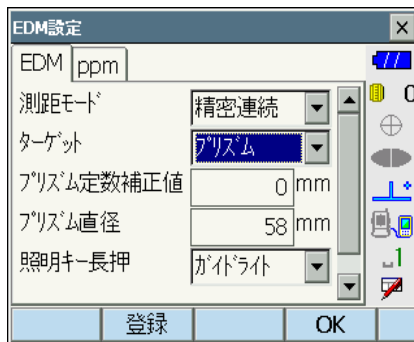 EDM設定
EDM ppm
測距モード 精密連続
ターゲット プリズム
プリズム定数補正値 0 mm
プリズム直径 58 mm
照明キー長押 ガイドライト
登録 OK
0
1